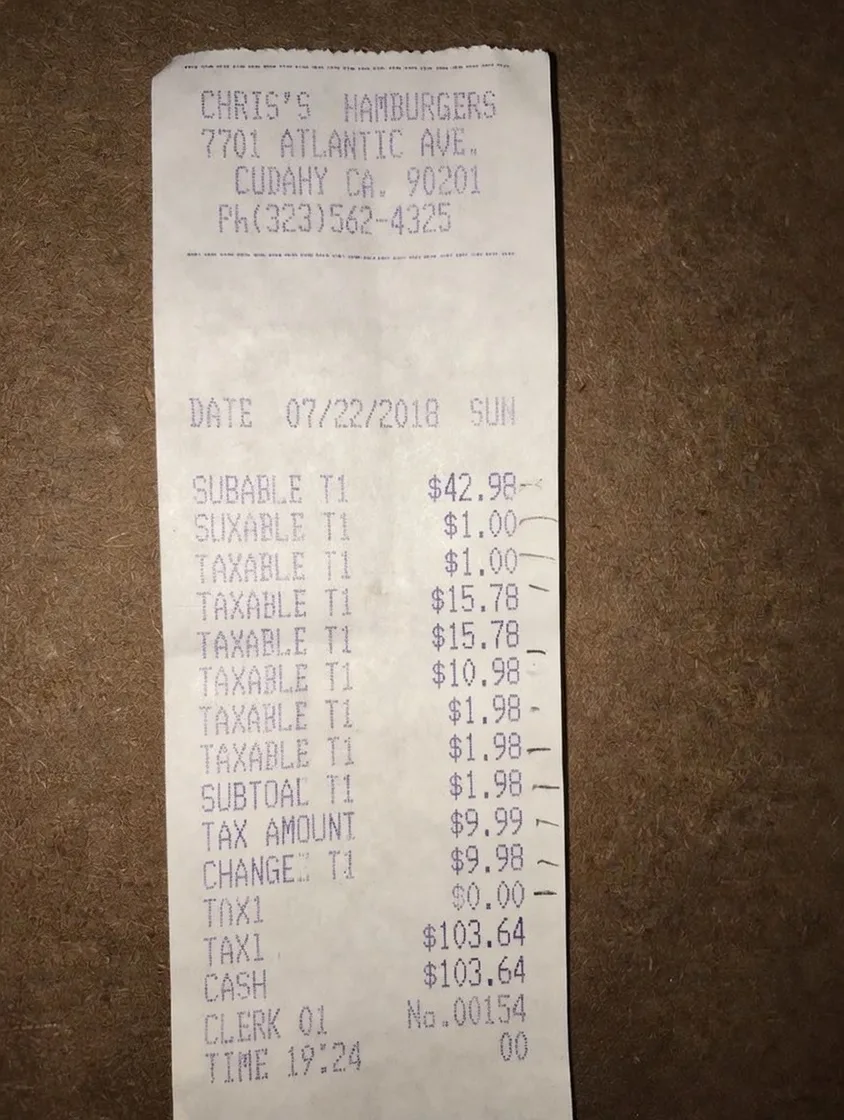 CHRIS'S HAMBURGERS
7701 ATLANTIC AVE.
CUDAHY CA. 90201
Ph(323)562-4325
DATE 07/22/2018 SUN
SUBABLE T1 $42.98
SUXABLE T1 $1.00
TAXABLE T1 $1.00
TAXABLE T1 $15.78
TAXABLE T1 $15.78
TAXABLE T1 $10.98
TAXABLE T1 $1.98
TAXABLE T1 $1.98
SUBTOAL T1 $1.98
TAX AMOUNT $9.99
CHANGE T1 $9.98
TAX1 $0.00
TAX1 $103.64
CASH $103.64
CLERK 01 No.00154
TIME 19:24 00